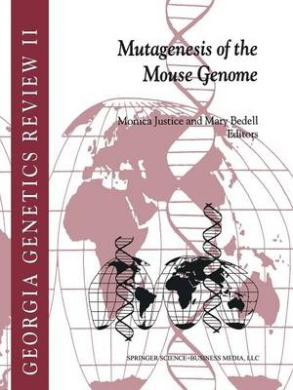 GEORGIA GENETICS REVIEW II
Mutagenesis of the
Mouse Genome
Monica Justice and Mary Bedell
Editors
SPRINGER SCIENCE+BUSINESS MEDIA, LLC